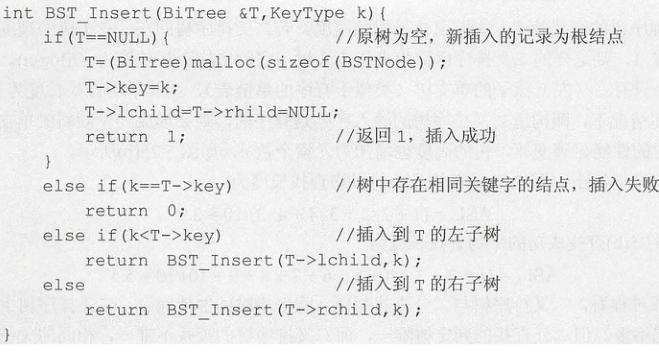 int BST_Insert(BiTree &T,KeyType k){
if(T==NULL){ //原树为空，新插入的记录为根结点
T=(BiTree)malloc(sizeof(BSTNode));
T->key=k;
T->lchild=T->rhild=NULL;
return 1; //返回1，插入成功
}
else if(k==T->key) //树中存在相同关键字的结点，插入失败
return 0;
else if(k<T->key) //插入到T的左子树
return BST_Insert(T->lchild,k);
else //插入到T的右子树
return BST_Insert(T->rchild,k);
}